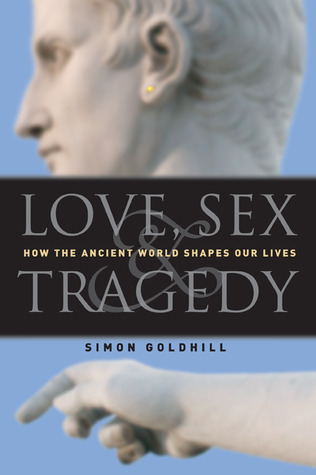 LOVE, SEX
&
HOW THE ANCIENT WORLD SHAPES OUR LIVES
TRAGEDY
SIMON GOLDHILL